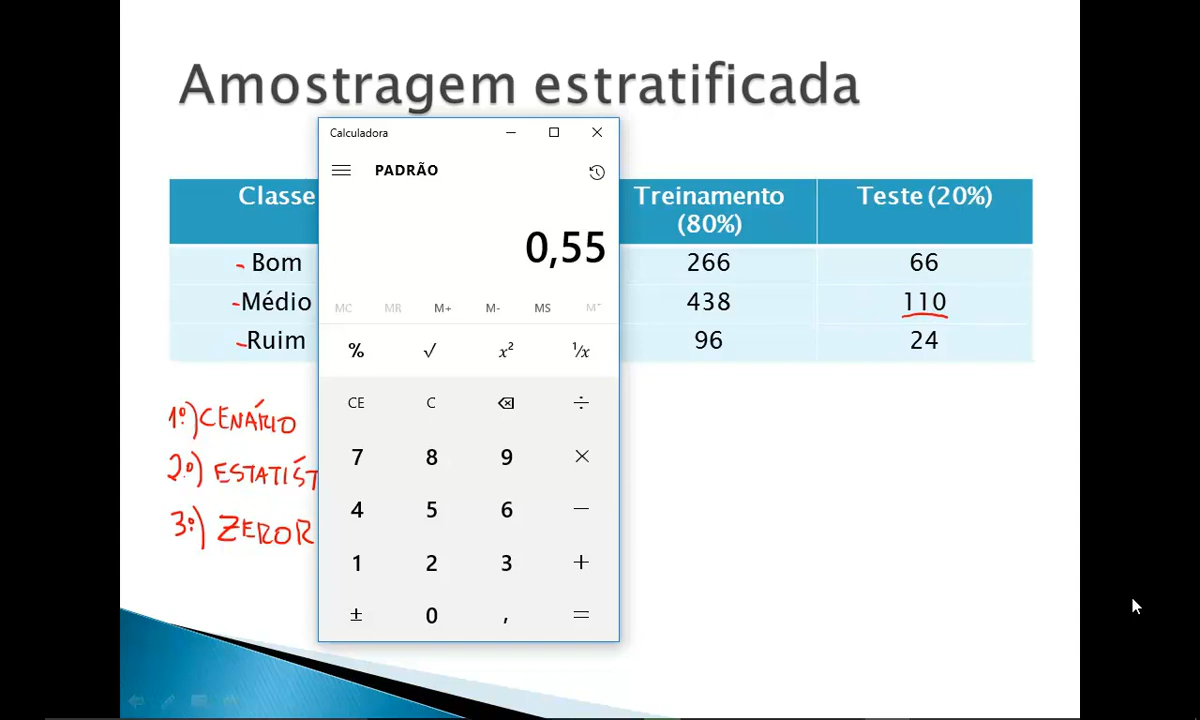 Amostragem estratificada
Calculadora
PADRÃO
0,55
MC MR M+ M- MS M˅
% √ x² ¹/x
CE C ÷
7 8 9 ×
4 5 6 −
1 2 3 +
± 0 , =
Classe Treinamento (80%) Teste (20%)
Bom 266 66
Médio 438 110
Ruim 96 24
1º) CENÁRIO
2º) ESTATÍST
3º) ZEROR